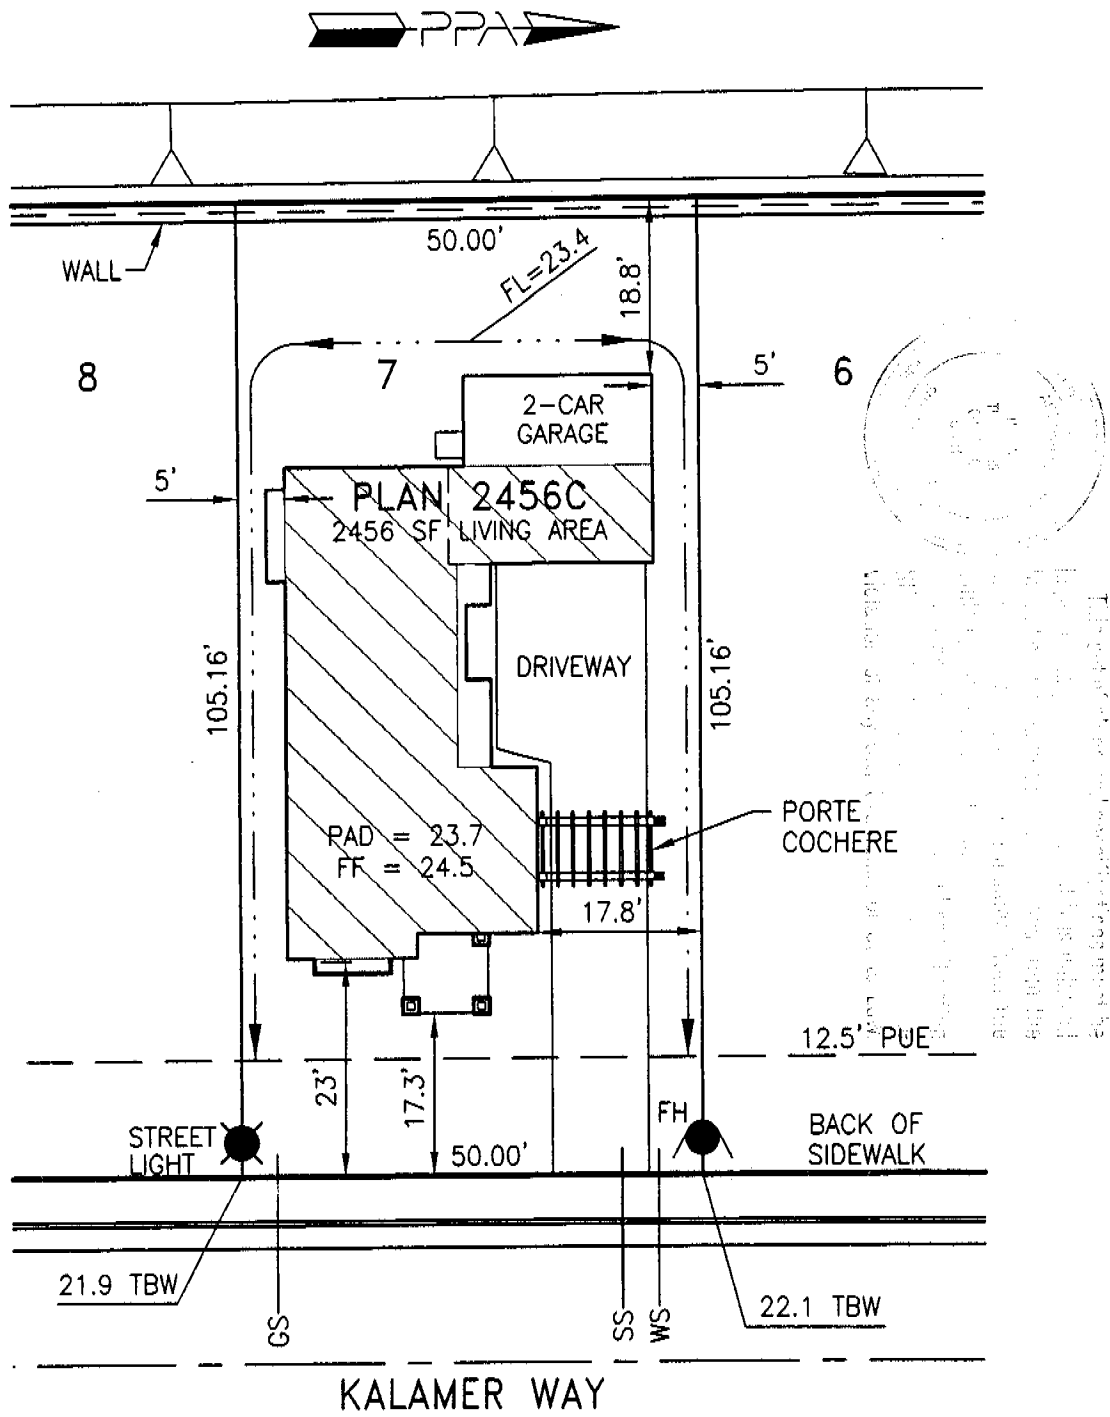 PPA
50.00'
WALL
FL=23.4
18.8'
8
7
5'
6
2-CAR
GARAGE
5'
PLAN 2456C
2456 SF LIVING AREA
105.16'
DRIVEWAY
105.16'
PORTE
COCHERE
PAD = 23.7
FF = 24.5
17.8'
12.5' PUE
23'
17.3'
FH
STREET
LIGHT
50.00'
BACK OF
SIDEWALK
21.9 TBW
GS
SS
WS
22.1 TBW
KALAMER WAY